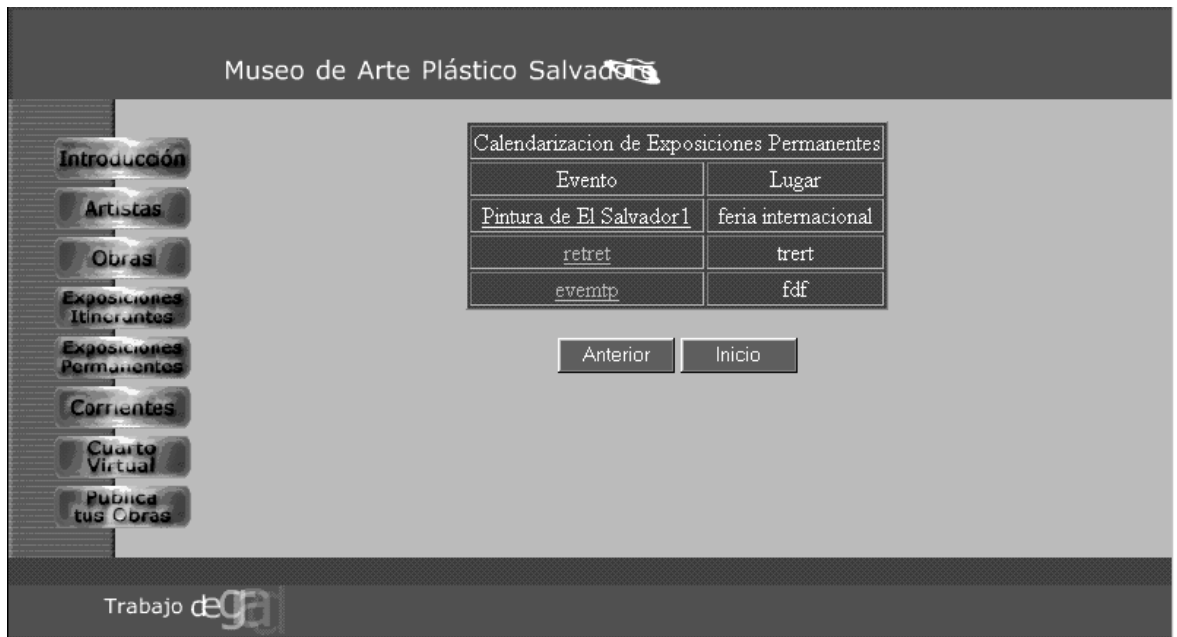 Museo de Arte Plástico
Introducción
Artistas
Obras
Exposiciones
Itinerantes
Exposiciones
Permanentes
Corrientes
Cuarto
Virtual
Publica
tus Obras
Calendarizacion de Exposiciones Permanentes
Evento Lugar
Pintura de El Salvador1 feria internacional
retret trert
evemtp fdf
Anterior Inicio
Trabajo de